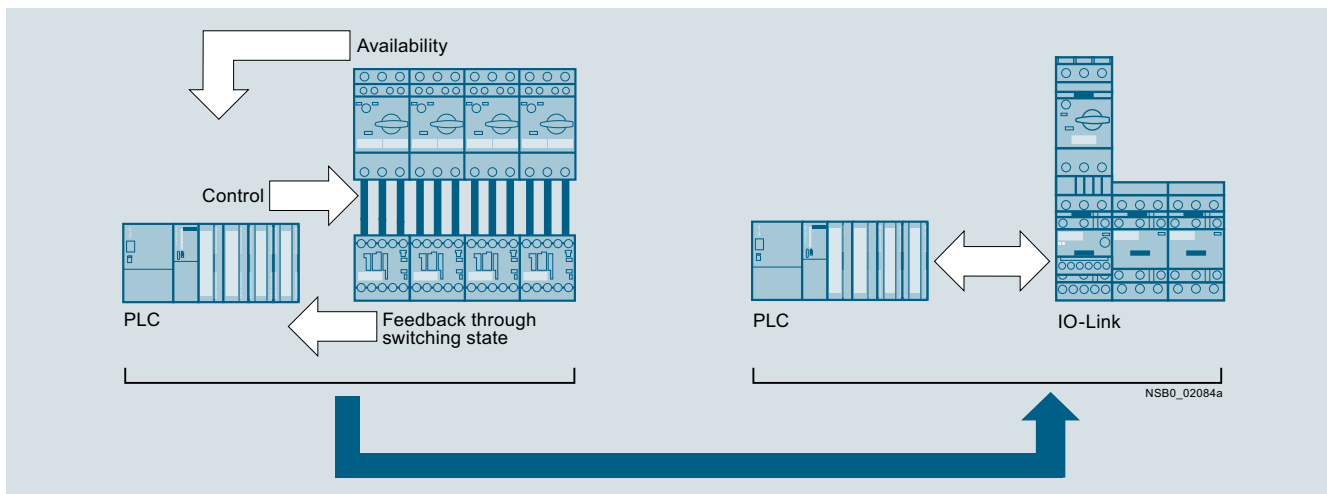 Availability
Control
PLC
Feedback through
switching state
PLC
IO-Link
NSB0_02084a